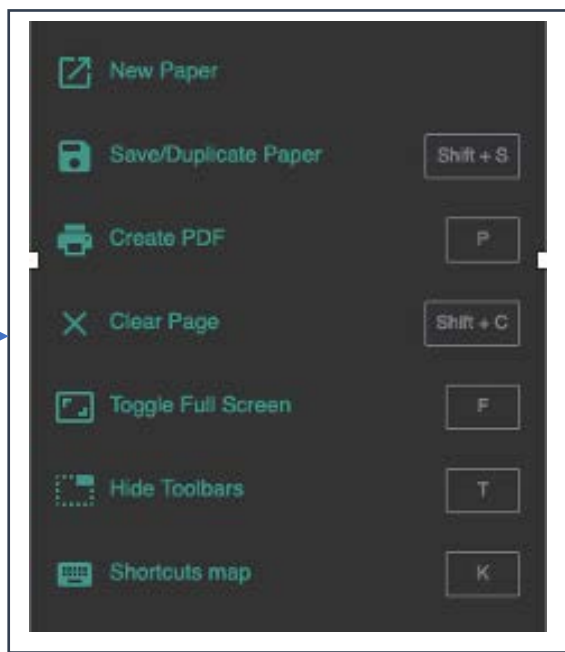 New Paper
Save/Duplicate Paper Shift + S
Create PDF P
Clear Page Shift + C
Toggle Full Screen F
Hide Toolbars T
Shortcuts map K